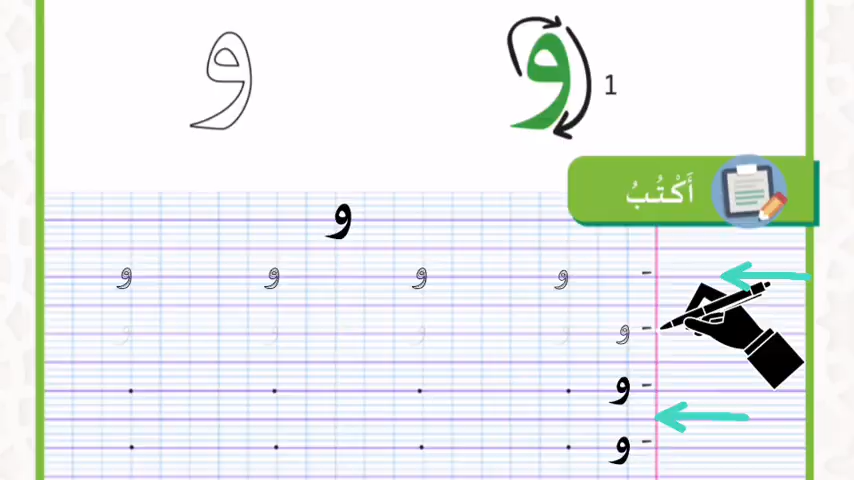 و 1 و
أَكْتُبُ
و
- و و و و
- و و و و و
- و . . . .
- و . . . .